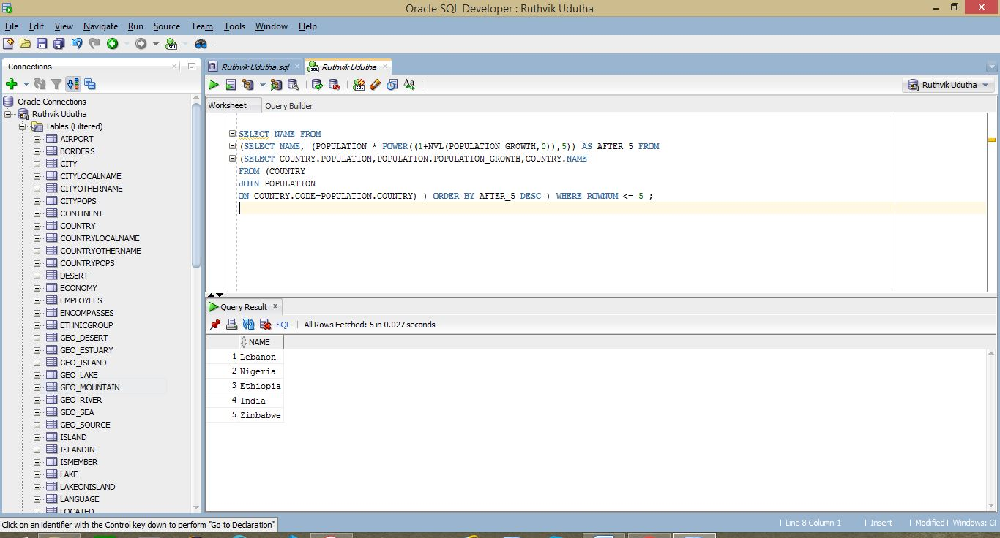 Oracle SQL Developer : Ruthvik Udutha
File Edit View Navigate Run Source Team Tools Window Help
Connections
Oracle Connections
Ruthvik Udutha
Tables (Filtered)
AIRPORT
BORDERS
CITY
CITYLOCALNAME
CITYOTHERNAME
CITYPOPS
CONTINENT
COUNTRY
COUNTRYLOCALNAME
COUNTRYOTHERNAME
COUNTRYPOPS
DESERT
ECONOMY
EMPLOYEES
ENCOMPASSES
ETHNICGROUP
GEO_DESERT
GEO_ESTUARY
GEO_ISLAND
GEO_LAKE
GEO_MOUNTAIN
GEO_RIVER
GEO_SEA
GEO_SOURCE
ISLAND
ISLANDIN
ISMEMBER
LAKE
LAKEONISLAND
LANGUAGE
LOCATED
Ruthvik Udutha.sql
Ruthvik Udutha
Ruthvik Udutha
Worksheet Query Builder
SELECT NAME FROM
(SELECT NAME, (POPULATION * POWER((1+NVL(POPULATION_GROWTH,0)),5)) AS AFTER_5 FROM
(SELECT COUNTRY.POPULATION,POPULATION.POPULATION_GROWTH,COUNTRY.NAME
FROM (COUNTRY
JOIN POPULATION
ON COUNTRY.CODE=POPULATION.COUNTRY) ) ORDER BY AFTER_5 DESC ) WHERE ROWNUM <= 5 ;
Query Result
SQL | All Rows Fetched: 5 in 0.027 seconds
NAME
1 Lebanon
2 Nigeria
3 Ethiopia
4 India
5 Zimbabwe
Click on an identifier with the Control key down to perform "Go to Declaration"
| Line 8 Column 1 | Insert | Modified | Windows: CF